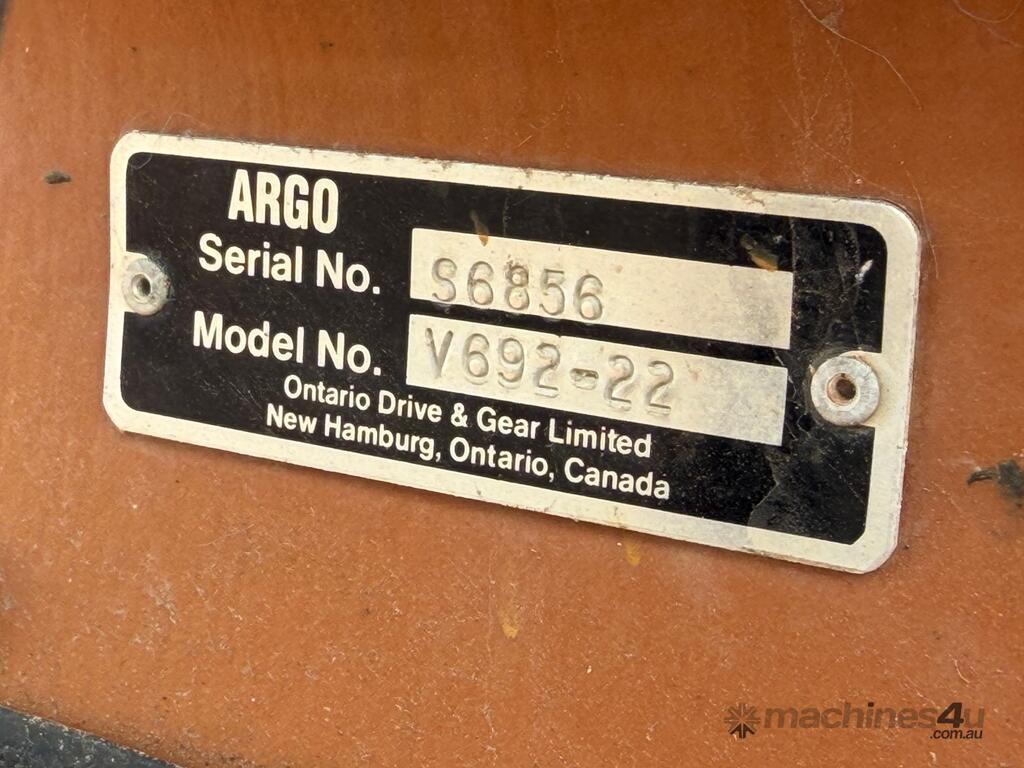 ARGO
Serial No. S6856
Model No. V692-22
Ontario Drive & Gear Limited
New Hamburg, Ontario, Canada
machines4u
.com.au